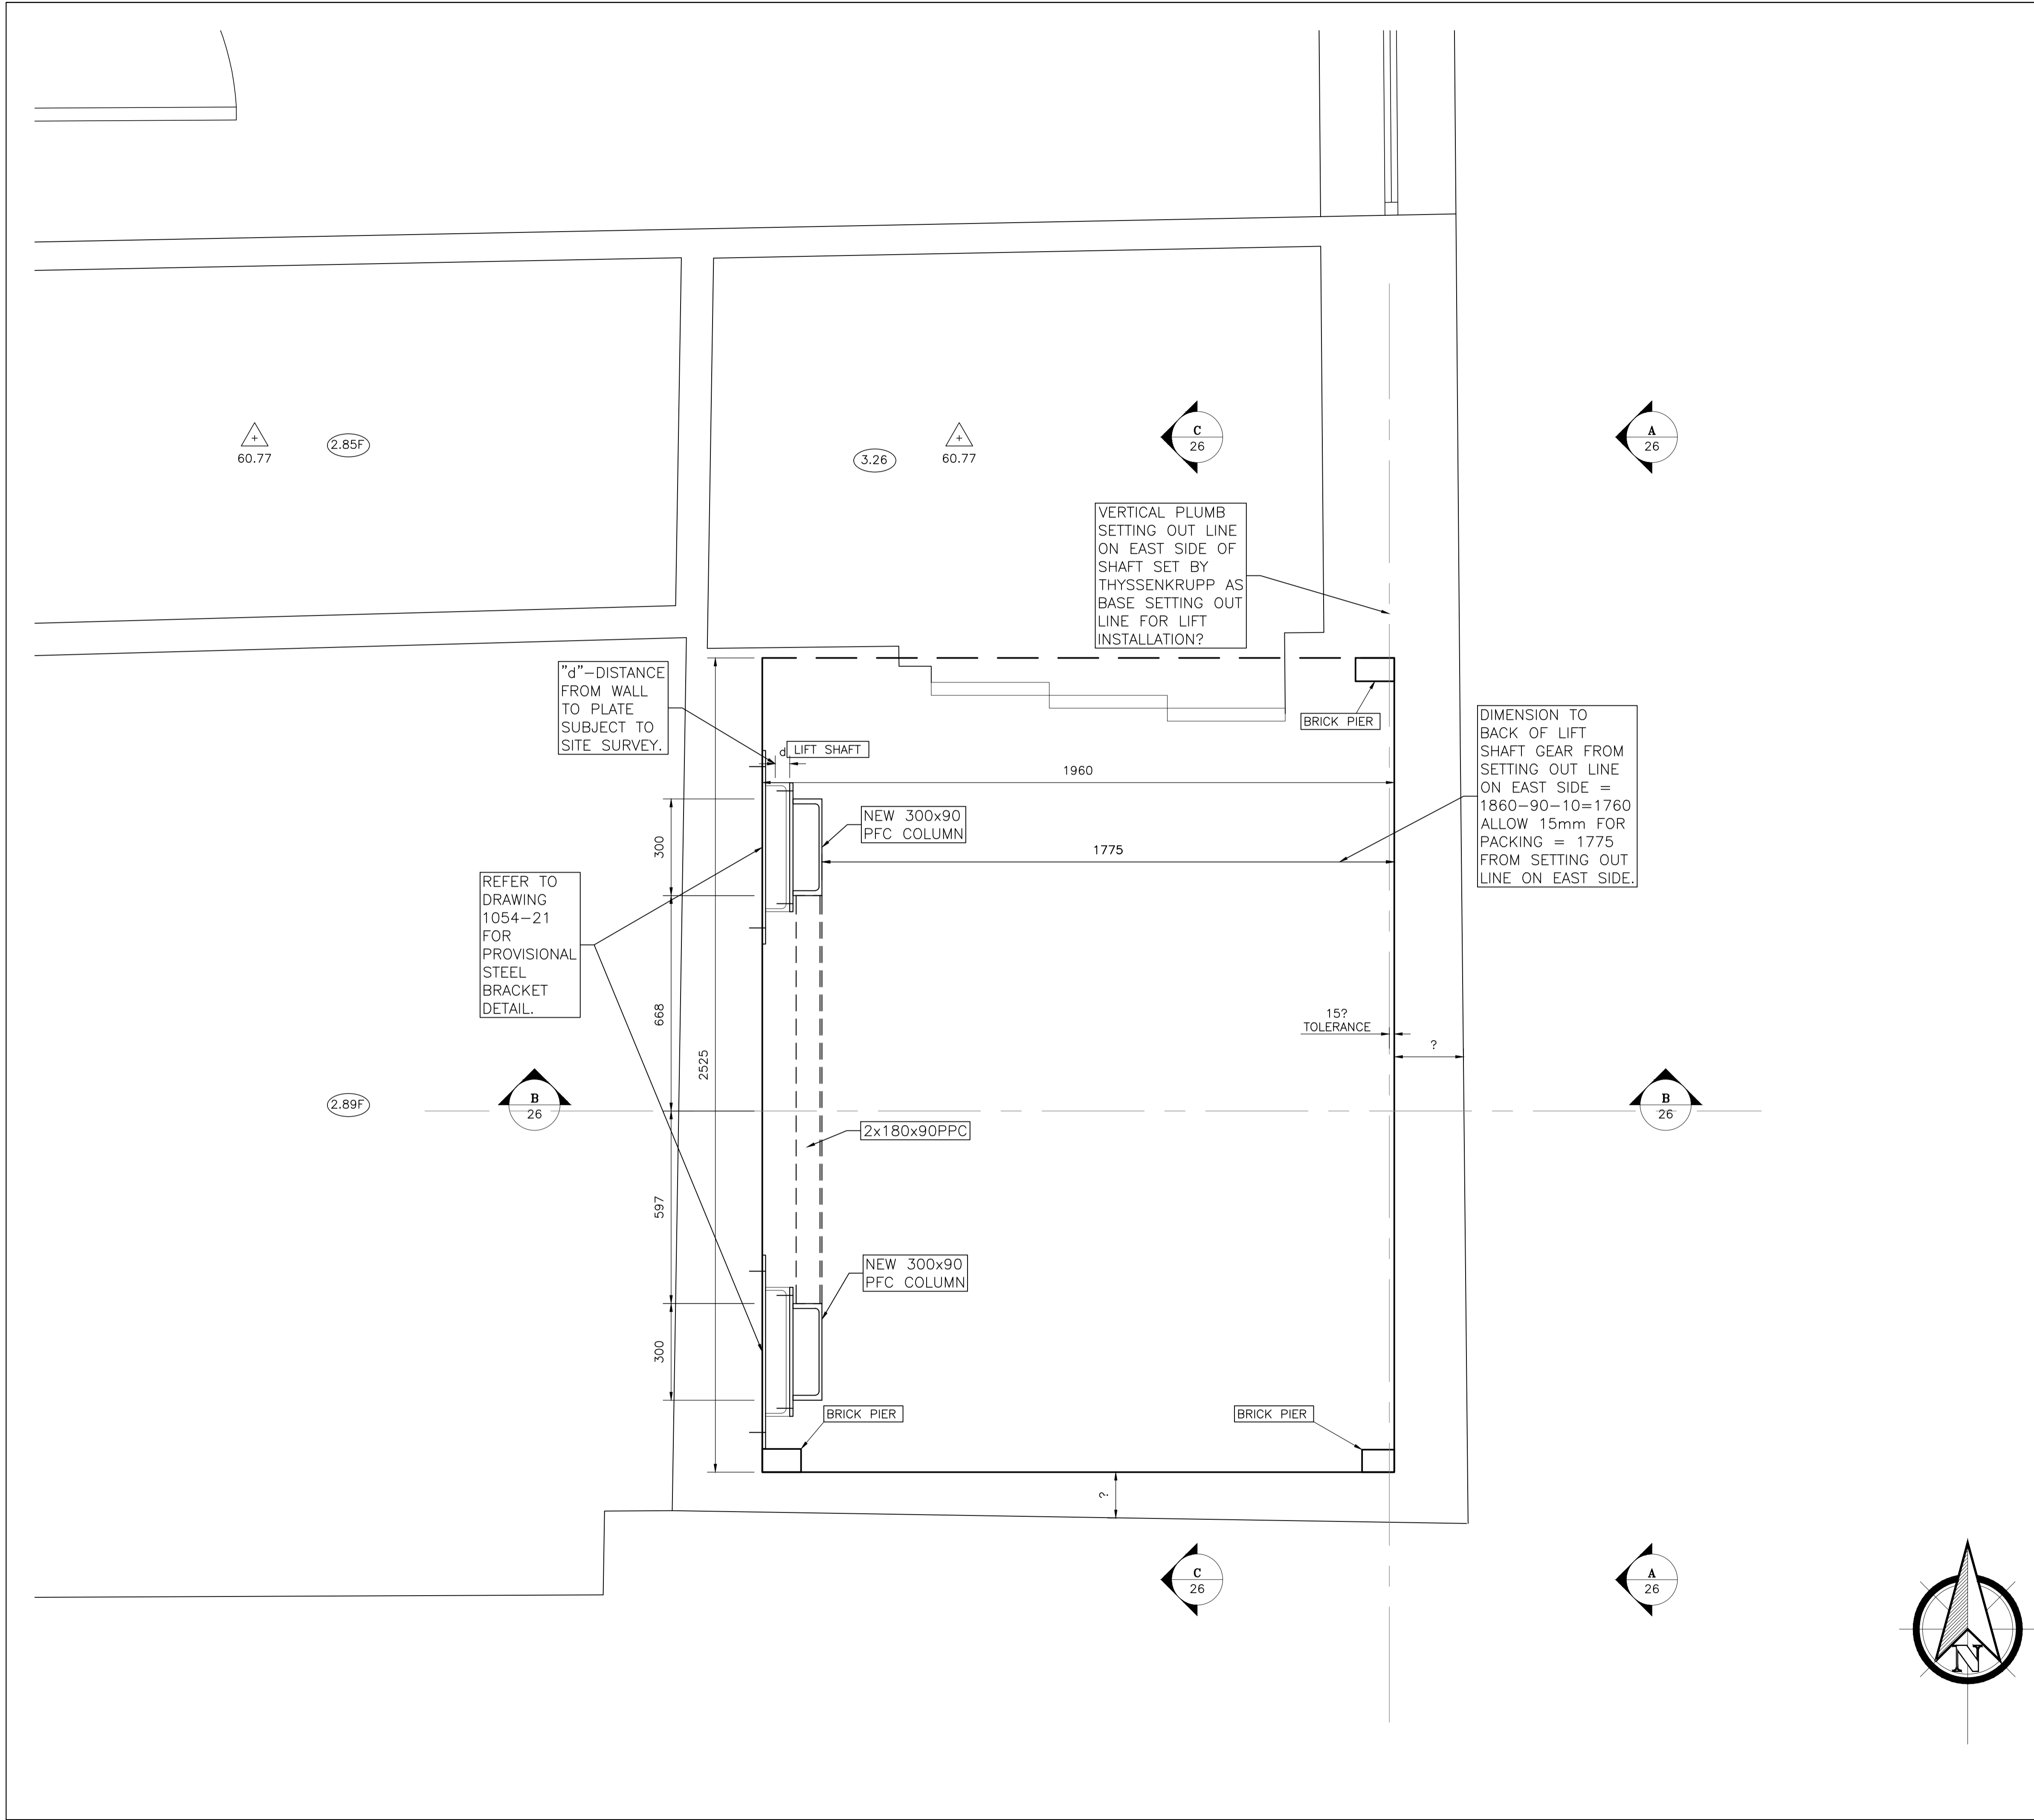 60.77
2.85F
3.26
60.77
C
26
A
26
VERTICAL PLUMB
SETTING OUT LINE
ON EAST SIDE OF
SHAFT SET BY
THYSSENKRUPP AS
BASE SETTING OUT
LINE FOR LIFT
INSTALLATION?
"d"-DISTANCE
FROM WALL
TO PLATE
SUBJECT TO
SITE SURVEY.
BRICK PIER
DIMENSION TO
BACK OF LIFT
SHAFT GEAR FROM
SETTING OUT LINE
ON EAST SIDE =
1860-90-10=1760
ALLOW 15mm FOR
PACKING = 1775
FROM SETTING OUT
LINE ON EAST SIDE.
d
LIFT SHAFT
1960
NEW 300x90
PFC COLUMN
300
1775
REFER TO
DRAWING
1054-21
FOR
PROVISIONAL
STEEL
BRACKET
DETAIL.
668
2525
15?
TOLERANCE
?
2.89F
B
26
B
26
2x180x90PPC
597
NEW 300x90
PFC COLUMN
300
BRICK PIER
BRICK PIER
?
C
26
A
26
N